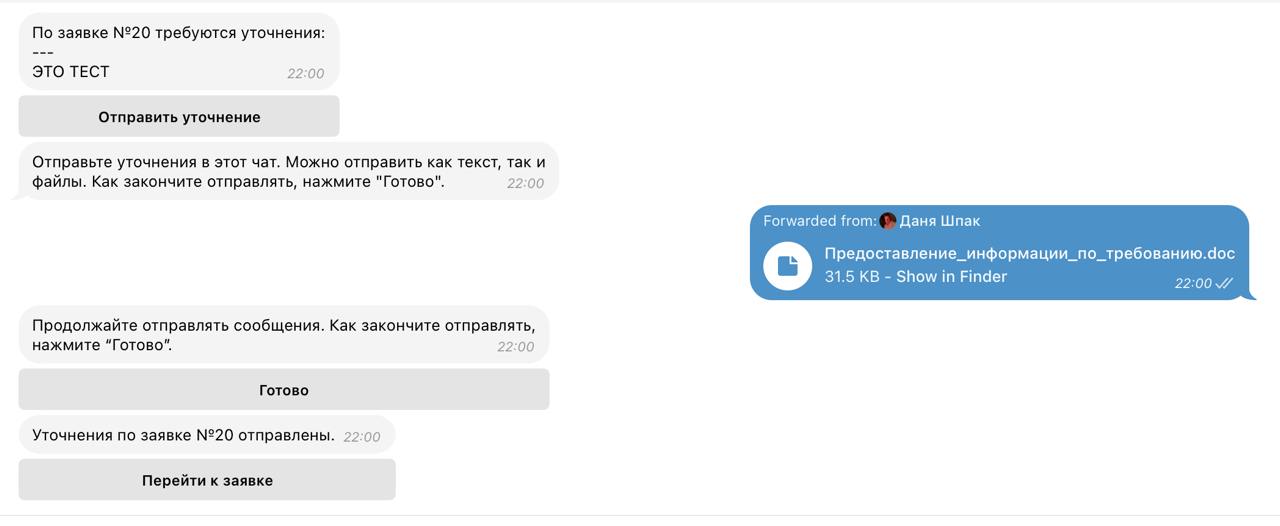 По заявке №20 требуются уточнения:
---
ЭТО ТЕСТ
22:00
Отправить уточнение
Отправьте уточнения в этот чат. Можно отправить как текст, так и
файлы. Как закончите отправлять, нажмите "Готово".
22:00
Forwarded from: Даня Шпак
Предоставление_информации_по_требованию.doc
31.5 KB - Show in Finder
22:00
Продолжайте отправлять сообщения. Как закончите отправлять,
нажмите “Готово”.
22:00
Готово
Уточнения по заявке №20 отправлены. 22:00
Перейти к заявке